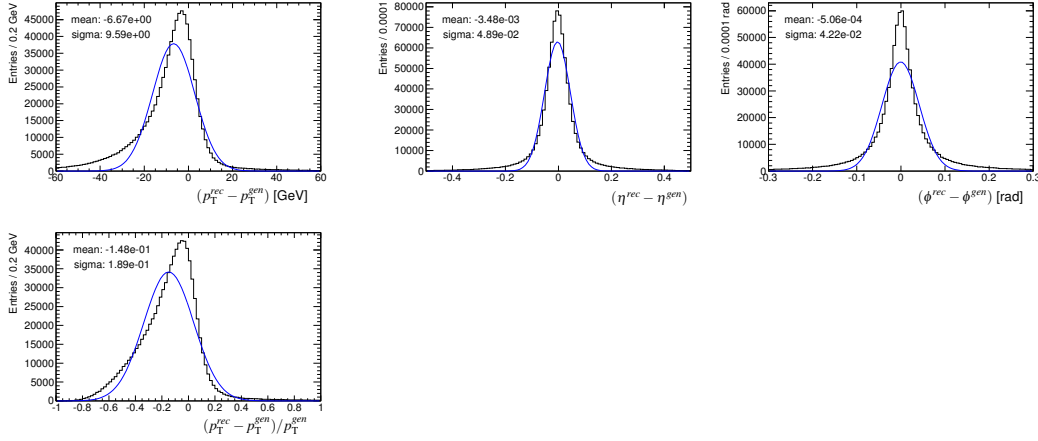 Entries / 0.2 GeV
50000
45000
40000
35000
30000
25000
20000
15000
10000
5000
0
mean: -6.67e+00
sigma: 9.59e+00
-60 -40 -20 0 20 40 60
(p_T^rec − p_T^gen) [GeV]
Entries / 0.0001
80000
70000
60000
50000
40000
30000
20000
10000
0
mean: -3.48e-03
sigma: 4.89e-02
-0.4 -0.2 0 0.2 0.4
(η^rec − η^gen)
Entries / 0.0001 rad
60000
50000
40000
30000
20000
10000
0
mean: -5.06e-04
sigma: 4.22e-02
-0.3 -0.2 -0.1 0 0.1 0.2 0.3
(ϕ^rec − ϕ^gen) [rad]
Entries / 0.2 GeV
40000
35000
30000
25000
20000
15000
10000
5000
0
mean: -1.48e-01
sigma: 1.89e-01
-1 -0.8 -0.6 -0.4 -0.2 0 0.2 0.4 0.6 0.8 1
(p_T^rec − p_T^gen)/p_T^gen